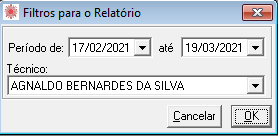 Filtros para o Relatório
Período de: 17/02/2021 até 19/03/2021
Técnico:
AGNALDO BERNARDES DA SILVA
Cancelar OK